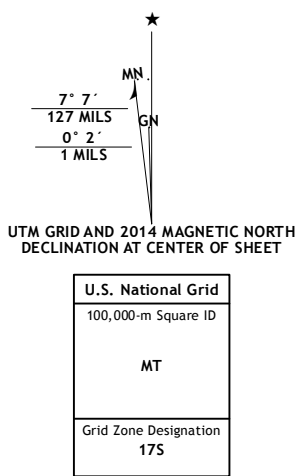 ★
MN
7° 7´
127 MILS
GN
0° 2´
1 MILS
UTM GRID AND 2014 MAGNETIC NORTH
DECLINATION AT CENTER OF SHEET
U.S. National Grid
100,000-m Square ID
MT
Grid Zone Designation
17S